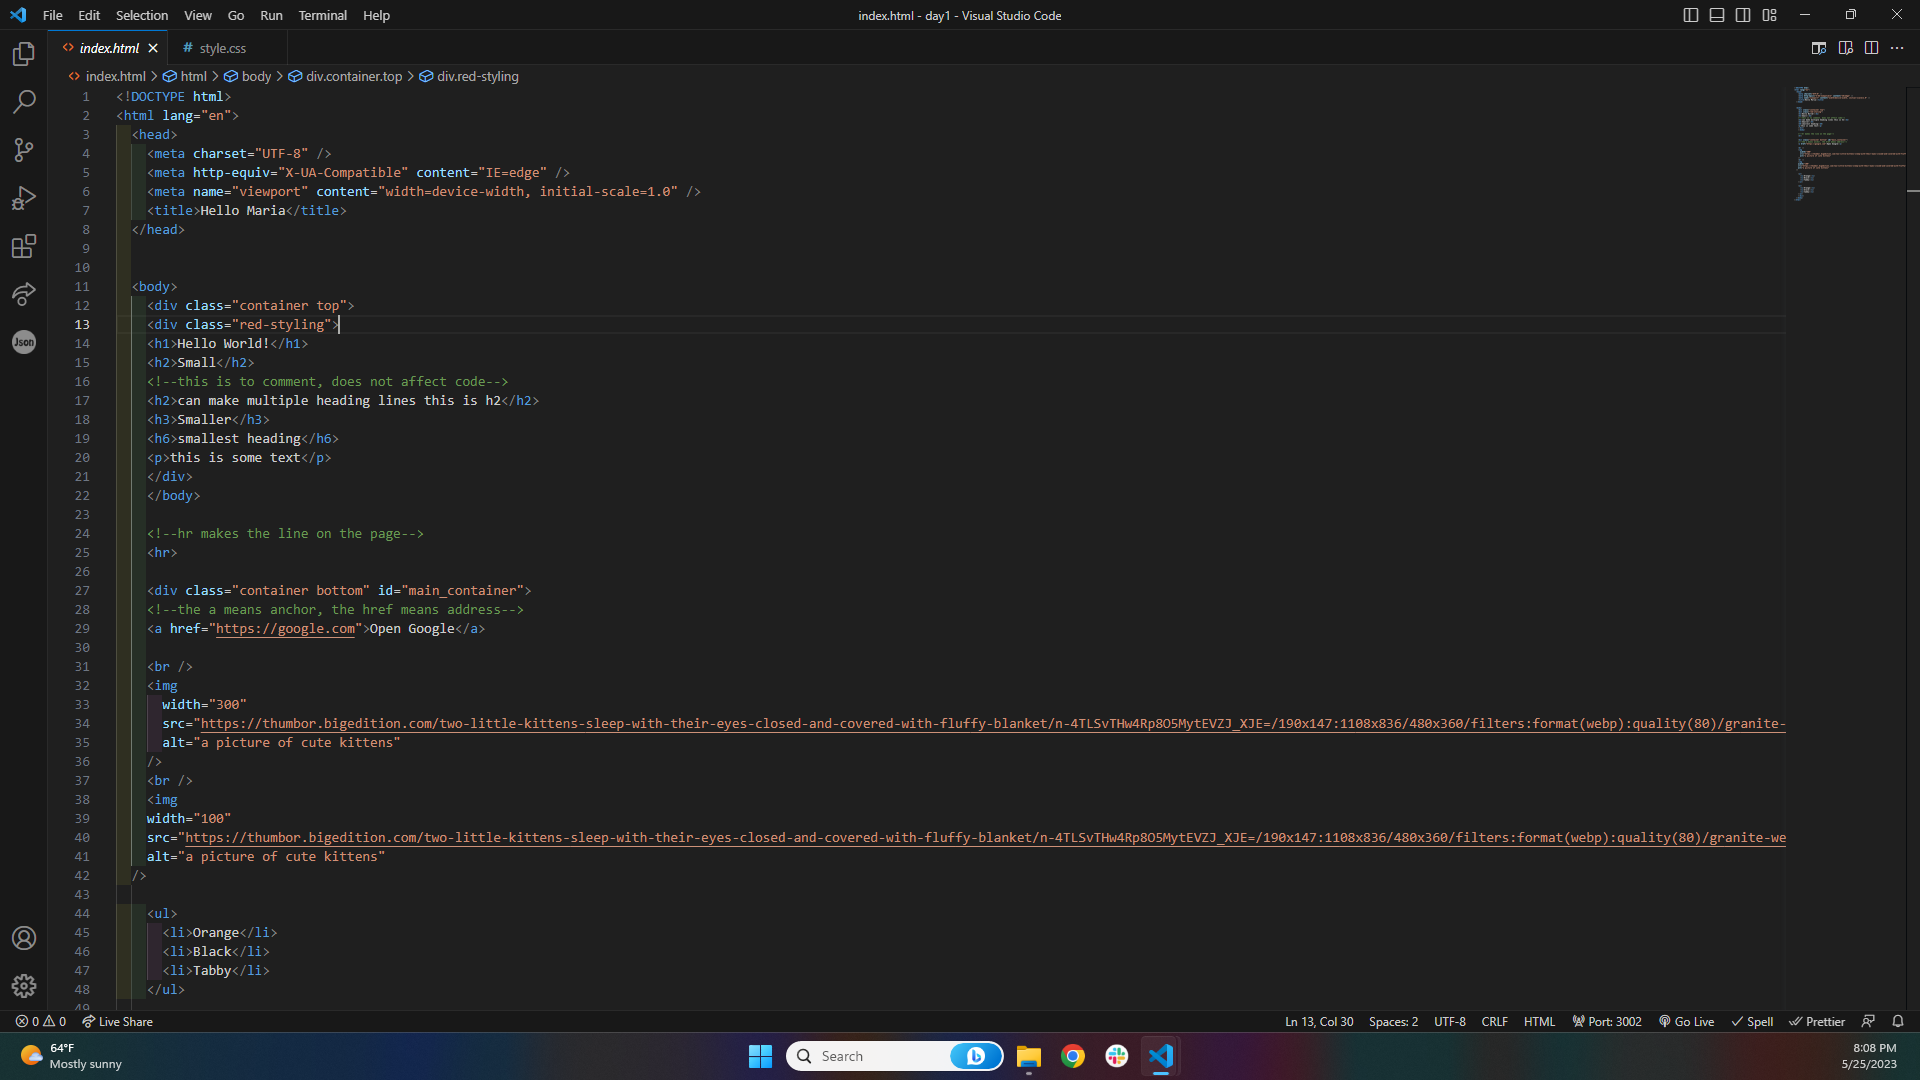 File Edit Selection View Go Run Terminal Help
index.html - day1 - Visual Studio Code
index.html
style.css
index.html > html > body > div.container.top > div.red-styling
1 <!DOCTYPE html>
2 <html lang="en">
3 <head>
4 <meta charset="UTF-8" />
5 <meta http-equiv="X-UA-Compatible" content="IE=edge" />
6 <meta name="viewport" content="width=device-width, initial-scale=1.0" />
7 <title>Hello Maria</title>
8 </head>
9
10
11 <body>
12 <div class="container top">
13 <div class="red-styling">
14 <h1>Hello World!</h1>
15 <h2>Small</h2>
16 <!--this is to comment, does not affect code-->
17 <h2>can make multiple heading lines this is h2</h2>
18 <h3>Smaller</h3>
19 <h6>smallest heading</h6>
20 <p>this is some text</p>
21 </div>
22 </body>
23
24 <!--hr makes the line on the page-->
25 <hr>
26
27 <div class="container bottom" id="main_container">
28 <!--the a means anchor, the href means address-->
29 <a href="https://google.com">Open Google</a>
30
31 <br />
32 <img
33 width="300"
34 src="https://thumbor.bigedition.com/two-little-kittens-sleep-with-their-eyes-closed-and-covered-with-fluffy-blanket/n-4TLSvTHw4Rp8O5MytEVZJ_XJE=/190x147:1108x836/480x360/filters:format(webp):quality(80)/granite-
35 alt="a picture of cute kittens"
36 />
37 <br />
38 <img
39 width="100"
40 src="https://thumbor.bigedition.com/two-little-kittens-sleep-with-their-eyes-closed-and-covered-with-fluffy-blanket/n-4TLSvTHw4Rp8O5MytEVZJ_XJE=/190x147:1108x836/480x360/filters:format(webp):quality(80)/granite-we
41 alt="a picture of cute kittens"
42 />
43
44 <ul>
45 <li>Orange</li>
46 <li>Black</li>
47 <li>Tabby</li>
48 </ul>
49
Json
0 0 Live Share
Ln 13, Col 30 Spaces: 2 UTF-8 CRLF HTML Port: 3002 Go Live Spell Prettier
64°F
Mostly sunny
Search
8:08 PM
5/25/2023